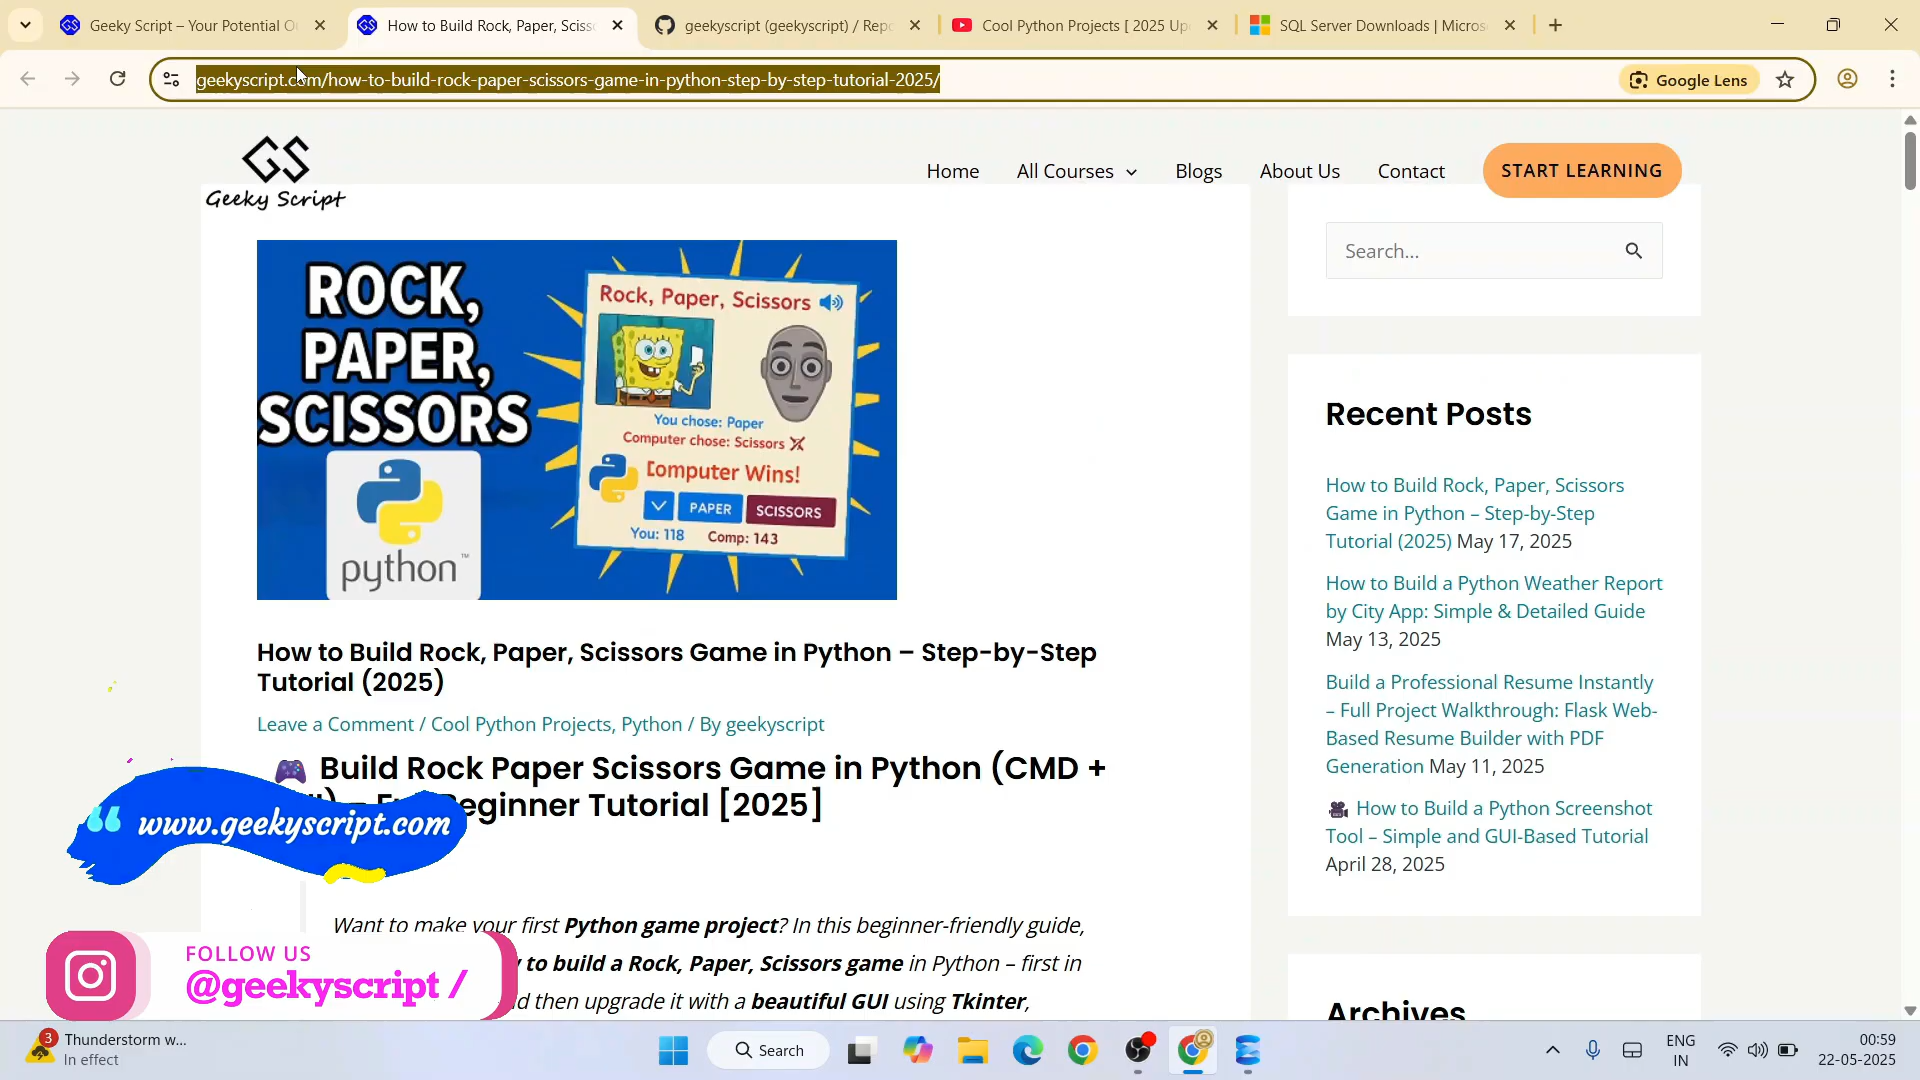 Geeky Script – Your Potential O
How to Build Rock, Paper, Scisso
geekyscript (geekyscript) / Repo
Cool Python Projects [ 2025 Up
SQL Server Downloads | Micros
geekyscript.com/how-to-build-rock-paper-scissors-game-in-python-step-by-step-tutorial-2025/
Google Lens
GS
Geeky Script
Home
All Courses
Blogs
About Us
Contact
START LEARNING
ROCK,
PAPER,
SCISSORS
python™
Rock, Paper, Scissors
You chose: Paper
Computer chose: Scissors
Computer Wins!
PAPER
SCISSORS
You: 118 Comp: 143
How to Build Rock, Paper, Scissors Game in Python – Step-by-Step
Tutorial (2025)
Leave a Comment / Cool Python Projects, Python / By geekyscript
Build Rock Paper Scissors Game in Python (CMD +
Beginner Tutorial [2025]
Want to make your first Python game project? In this beginner-friendly guide,
to build a Rock, Paper, Scissors game in Python – first in
d then upgrade it with a beautiful GUI using Tkinter,
Search...
Recent Posts
How to Build Rock, Paper, Scissors
Game in Python – Step-by-Step
Tutorial (2025) May 17, 2025
How to Build a Python Weather Report
by City App: Simple & Detailed Guide
May 13, 2025
Build a Professional Resume Instantly
– Full Project Walkthrough: Flask Web-
Based Resume Builder with PDF
Generation May 11, 2025
How to Build a Python Screenshot
Tool – Simple and GUI-Based Tutorial
April 28, 2025
Archives
www.geekyscript.com
FOLLOW US
@geekyscript /
3
Thunderstorm w...
In effect
Search
ENG
IN
00:59
22-05-2025